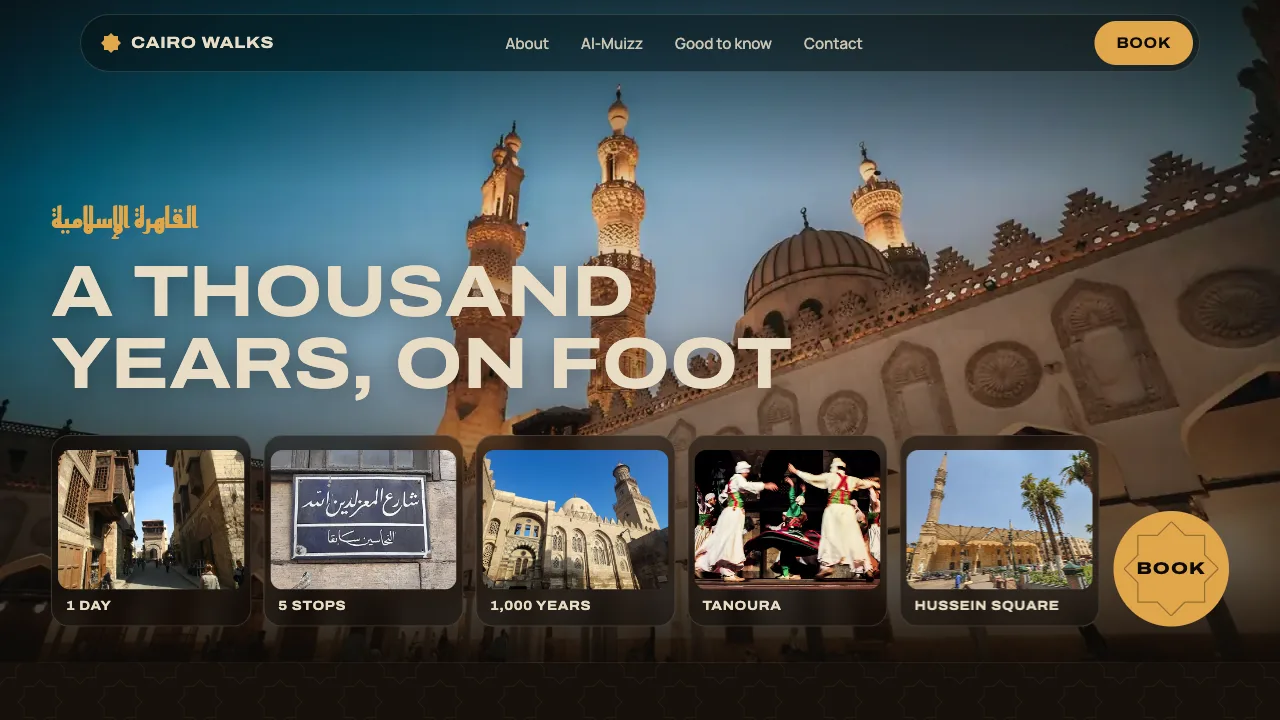 CAIRO WALKS
About
Al-Muizz
Good to know
Contact
BOOK
القاهرة الإسلامية
A THOUSAND
YEARS, ON FOOT
شارع المعز لدين الله
النحاسين سابقا
1 DAY
5 STOPS
1,000 YEARS
TANOURA
HUSSEIN SQUARE
BOOK